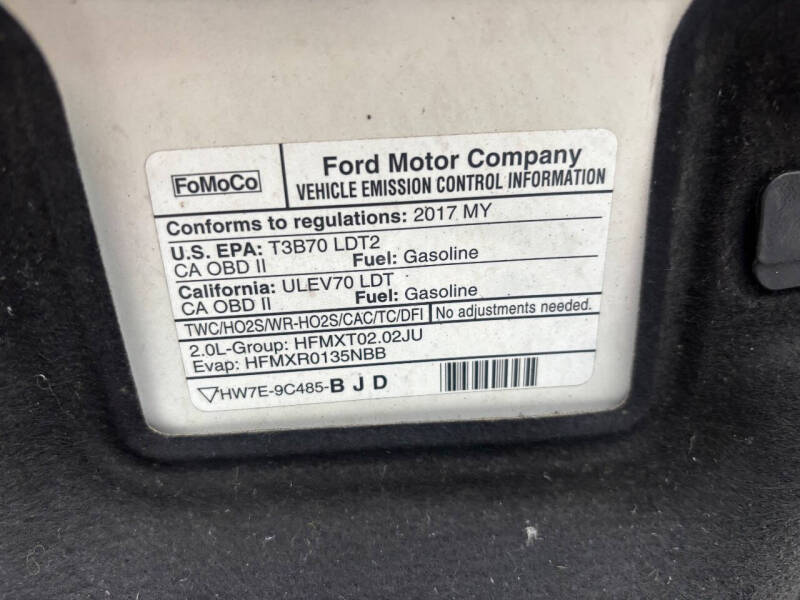 FoMoCo
Ford Motor Company
VEHICLE EMISSION CONTROL INFORMATION
Conforms to regulations: 2017 MY
U.S. EPA: T3B70 LDT2
CA OBD II Fuel: Gasoline
California: ULEV70 LDT
CA OBD II Fuel: Gasoline
TWC/HO2S/WR-HO2S/CAC/TC/DFI No adjustments needed.
2.0L-Group: HFMXT02.02JU
Evap: HFMXR0135NBB
HW7E-9C485-B J D